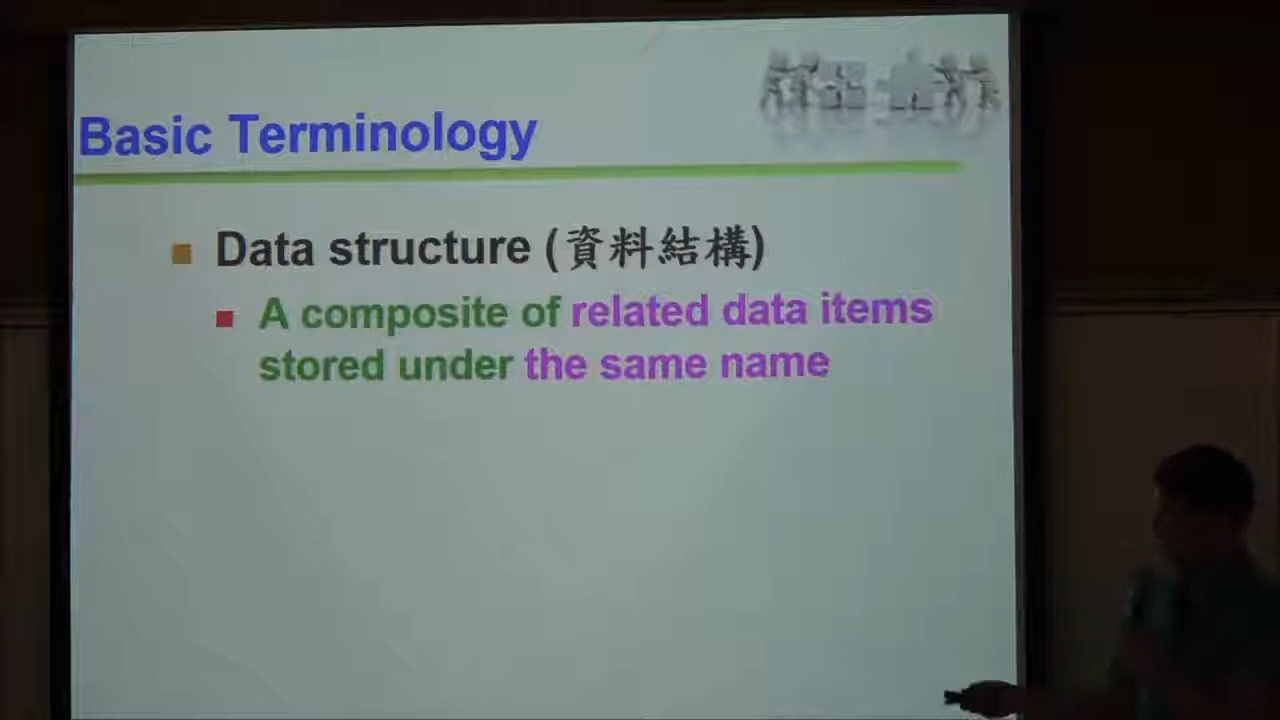 Basic Terminology
Data structure (資料結構)
A composite of related data items
stored under the same name